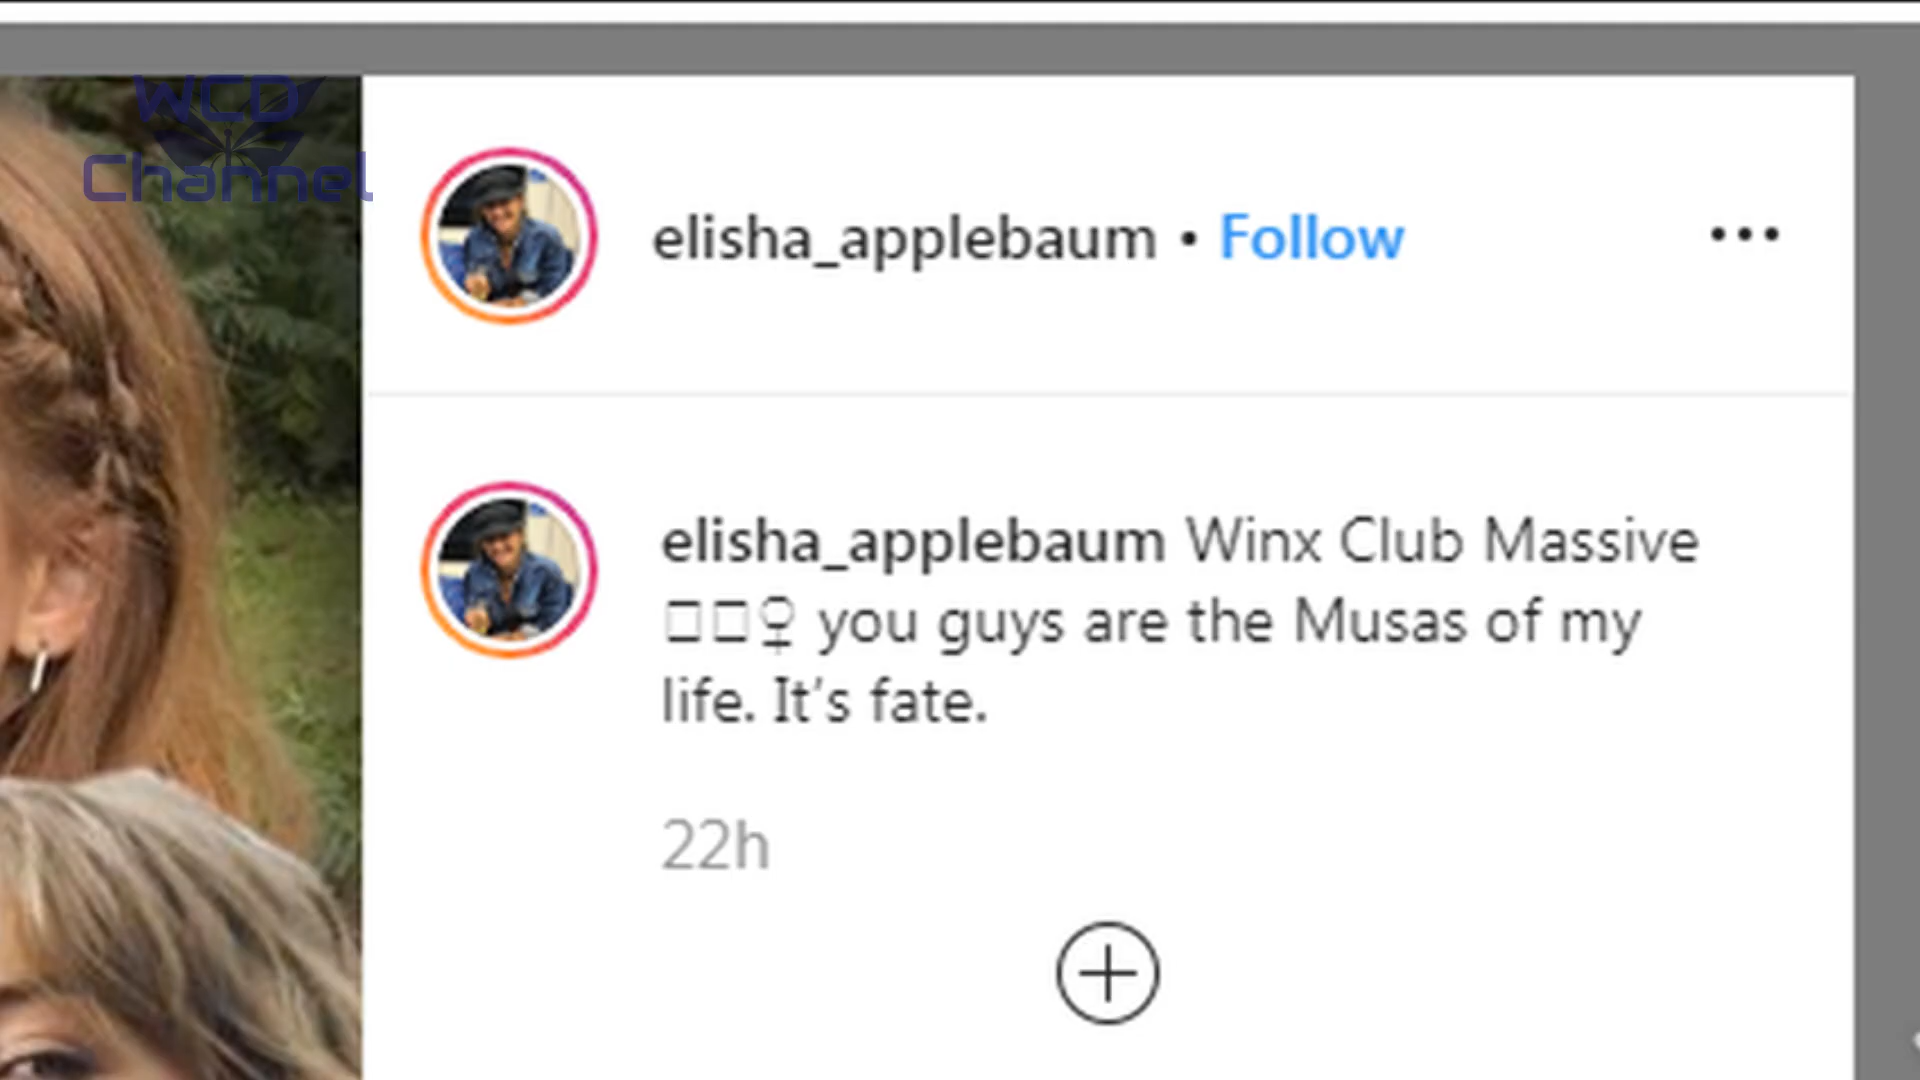 WCD
Channel
elisha_applebaum • Follow
elisha_applebaum Winx Club Massive
□□♀ you guys are the Musas of my
life. It's fate.
22h